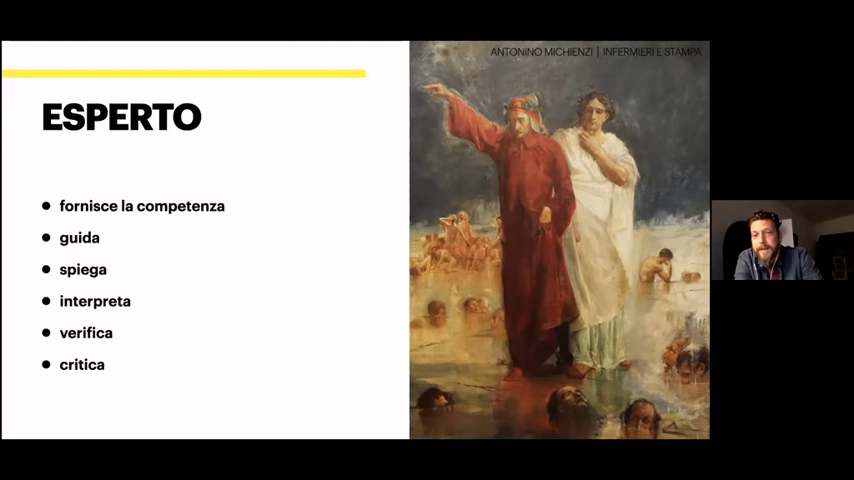 ANTONINO MICHIENZI | INFERMIERI E STAMPA
ESPERTO
● fornisce la competenza
● guida
● spiega
● interpreta
● verifica
● critica